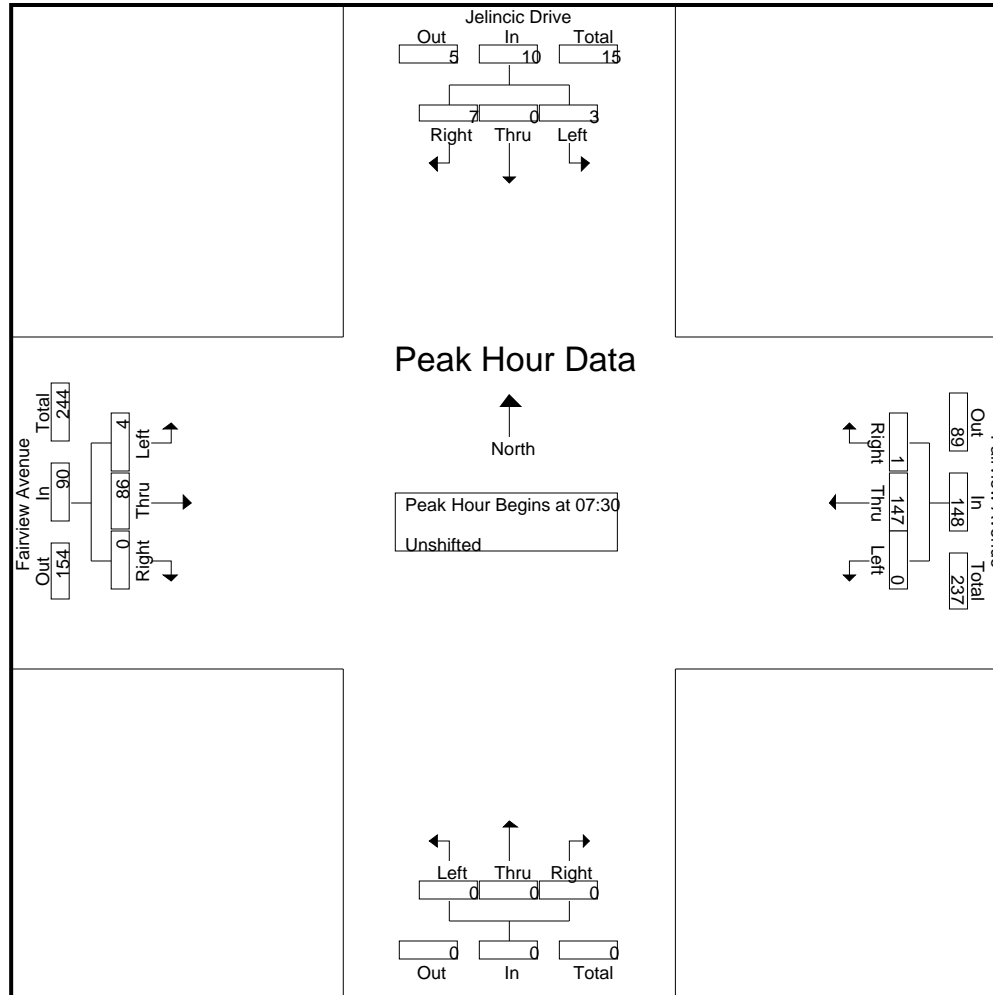 Jelincic Drive
Out In Total
5 10 15
7 0 3
Right Thru Left
Peak Hour Data
North
Peak Hour Begins at 07:30
Unshifted
Fairview Avenue
Total In Out
244 90 154
4 86 0
Left Thru Right
Right Thru Left
1 147 0
89 148 237
Out In Total
Left Thru Right
0 0 0
0 0 0
Out In Total